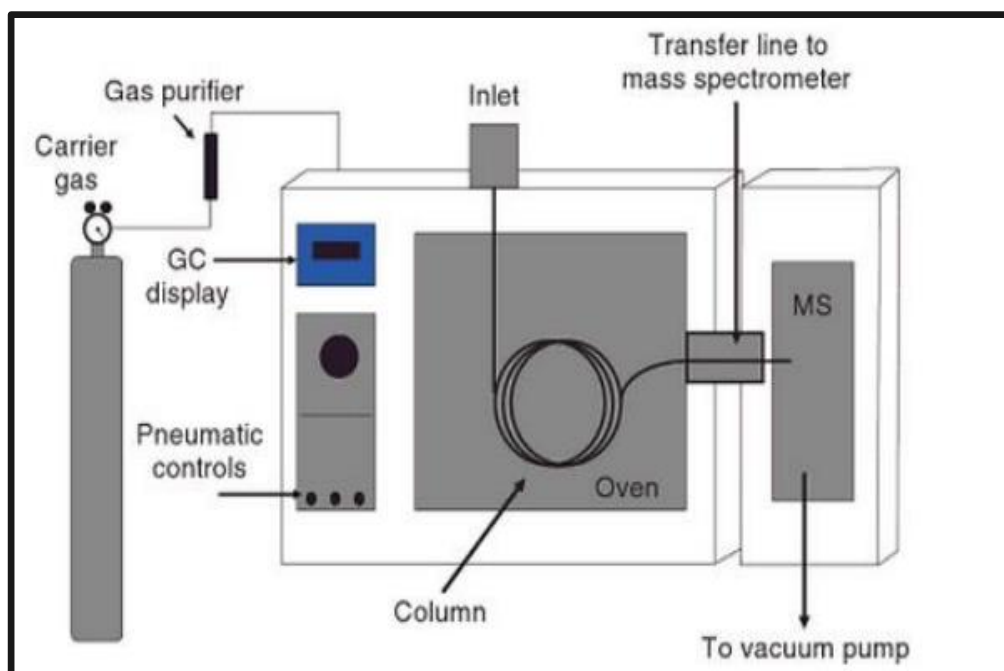 Transfer line to
mass spectrometer
Gas purifier
Inlet
Carrier
gas
GC
display
MS
Pneumatic
controls
Oven
Column
To vacuum pump